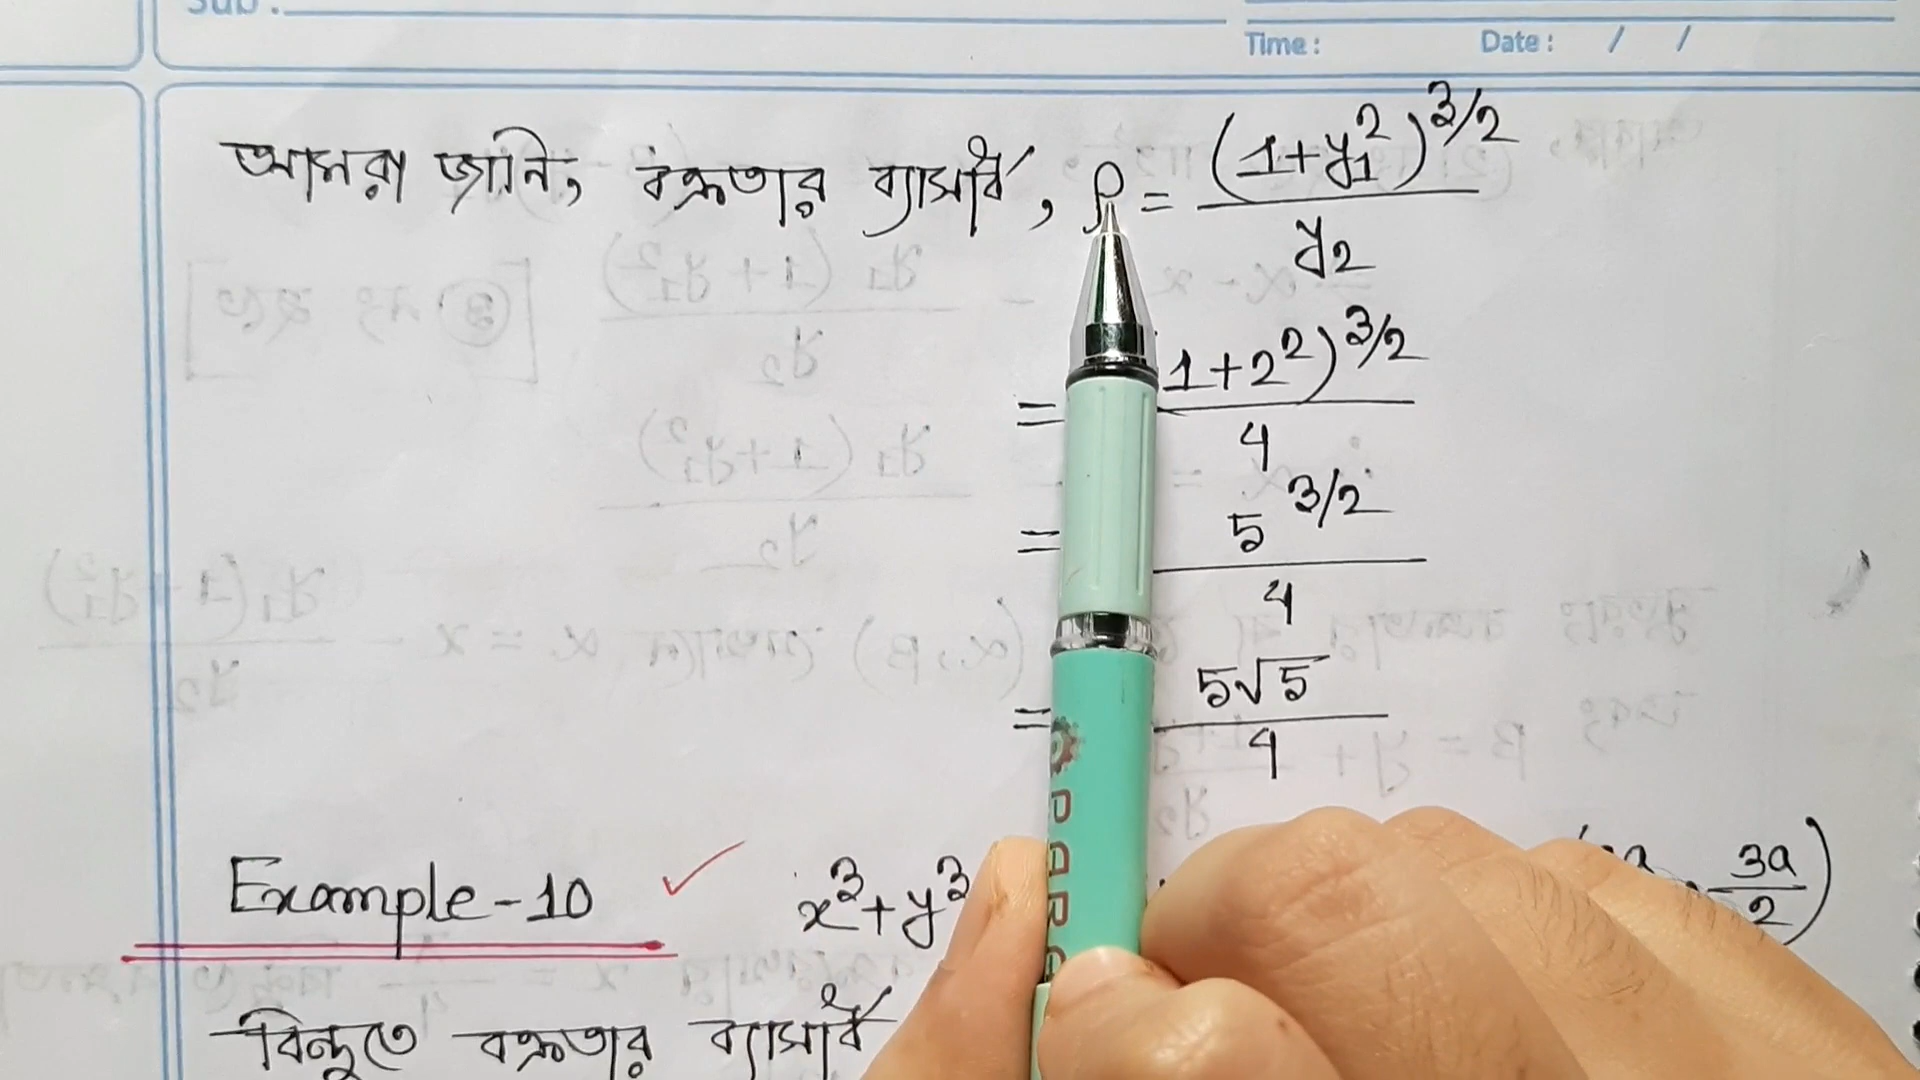 Sub :
Time : Date : / /
আমরা জানি, বক্রতার ব্যাসার্ধ, ρ = (1+y₁²)^3/2 / y₂
= 1+2²)^3/2 / 4
= 5^3/2 / 4
= 5√5 / 4
Example-10 ✓ x³+y³ 3a/2)
বিন্দুতে বক্রতার ব্যাসার্ধ